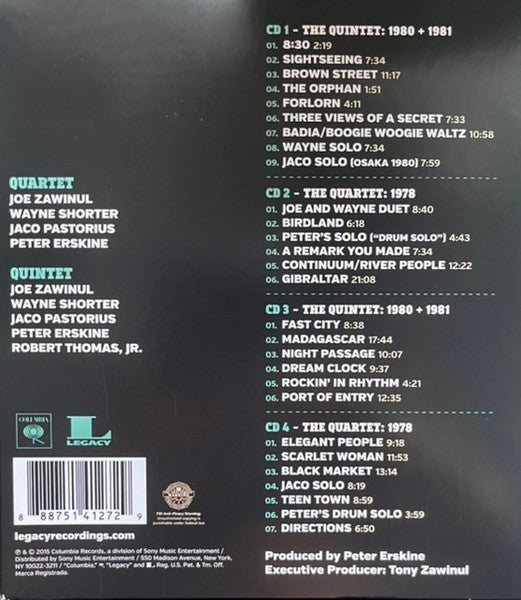 QUARTET
JOE ZAWINUL
WAYNE SHORTER
JACO PASTORIUS
PETER ERSKINE
QUINTET
JOE ZAWINUL
WAYNE SHORTER
JACO PASTORIUS
PETER ERSKINE
ROBERT THOMAS, JR.
CD 1 - THE QUINTET: 1980 + 1981
01. 8:30 2:19
02. SIGHTSEEING 7:34
03. BROWN STREET 11:17
04. THE ORPHAN 1:51
05. FORLORN 4:11
06. THREE VIEWS OF A SECRET 7:33
07. BADIA/BOOGIE WOOGIE WALTZ 10:58
08. WAYNE SOLO 7:34
09. JACO SOLO (OSAKA 1980) 7:59
CD 2 - THE QUARTET: 1978
01. JOE AND WAYNE DUET 8:40
02. BIRDLAND 6:18
03. PETER'S SOLO ("DRUM SOLO") 4:43
04. A REMARK YOU MADE 7:34
05. CONTINUUM/RIVER PEOPLE 12:22
06. GIBRALTAR 21:08
CD 3 - THE QUINTET: 1980 + 1981
01. FAST CITY 8:38
02. MADAGASCAR 17:44
03. NIGHT PASSAGE 10:07
04. DREAM CLOCK 9:37
05. ROCKIN' IN RHYTHM 4:21
06. PORT OF ENTRY 12:35
CD 4 - THE QUARTET: 1978
01. ELEGANT PEOPLE 9:18
02. SCARLET WOMAN 11:53
03. BLACK MARKET 13:14
04. JACO SOLO 8:19
05. TEEN TOWN 8:59
06. PETER'S DRUM SOLO 3:59
07. DIRECTIONS 6:50
Produced by Peter Erskine
Executive Producer: Tony Zawinul
COLUMBIA
L
LEGACY
8 88751 41272 9
FBI Anti-Piracy Warning:
Unauthorized copying is
punishable under federal law
legacyrecordings.com
℗ & © 2015 Columbia Records, a division of Sony Music Entertainment /
Distributed by Sony Music Entertainment / 550 Madison Avenue, New York,
NY 10022-3211 / "Columbia," "Legacy" and L Reg. U.S. Pat. & Tm. Off.
Marca Registrada.